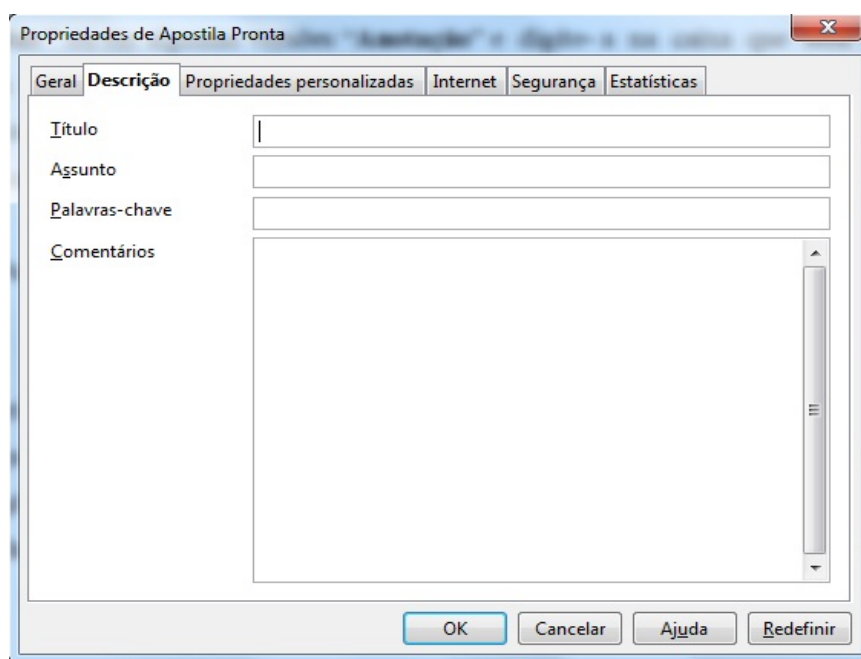 Propriedades de Apostila Pronta
Geral Descrição Propriedades personalizadas Internet Segurança Estatísticas
Título
Assunto
Palavras-chave
Comentários
OK Cancelar Ajuda Redefinir